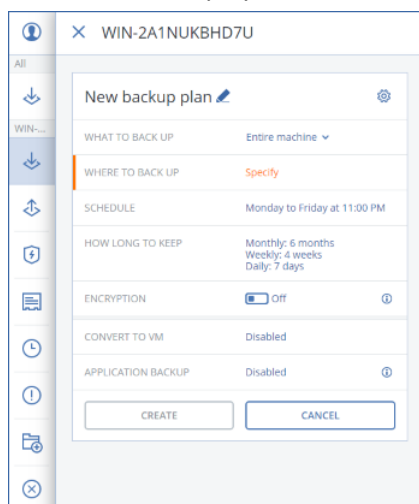 WIN-2A1NUKBHD7U
All
WIN-...
New backup plan
WHAT TO BACK UP Entire machine
WHERE TO BACK UP Specify
SCHEDULE Monday to Friday at 11:00 PM
HOW LONG TO KEEP Monthly: 6 months
Weekly: 4 weeks
Daily: 7 days
ENCRYPTION Off
CONVERT TO VM Disabled
APPLICATION BACKUP Disabled
CREATE CANCEL